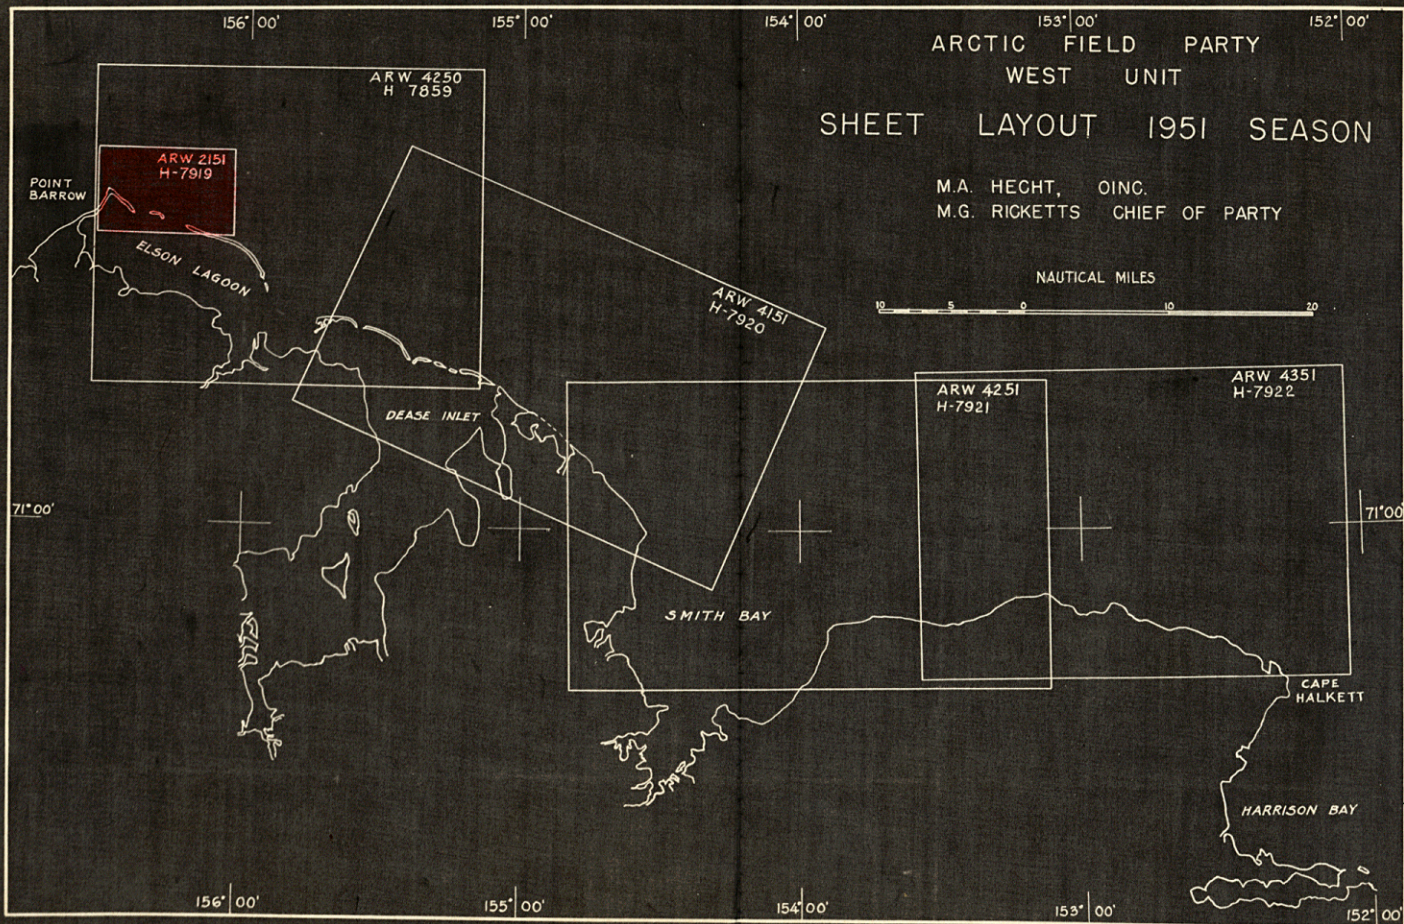 156° 00'
155° 00'
154° 00'
153° 00'
152° 00'
ARCTIC FIELD PARTY
WEST UNIT
SHEET LAYOUT 1951 SEASON
M.A. HECHT, OINC.
M.G. RICKETTS CHIEF OF PARTY
NAUTICAL MILES
10 5 0 10 20
ARW 4250
H 7859
ARW 2151
H-7919
POINT
BARROW
ELSON LAGOON
ARW 4151
H-7920
DEASE INLET
ARW 4251
H-7921
ARW 4351
H-7922
71° 00'
71° 00'
SMITH BAY
CAPE
HALKETT
HARRISON BAY
156° 00'
155° 00'
154° 00'
153° 00'
152° 00'